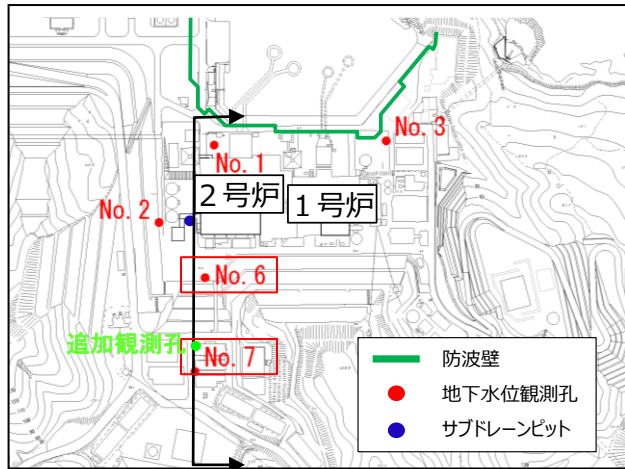 No. 3
No. 1
2号炉
1号炉
No. 2
No. 6
追加観測孔
No. 7
防波壁
地下水位観測孔
サブドレーンピット